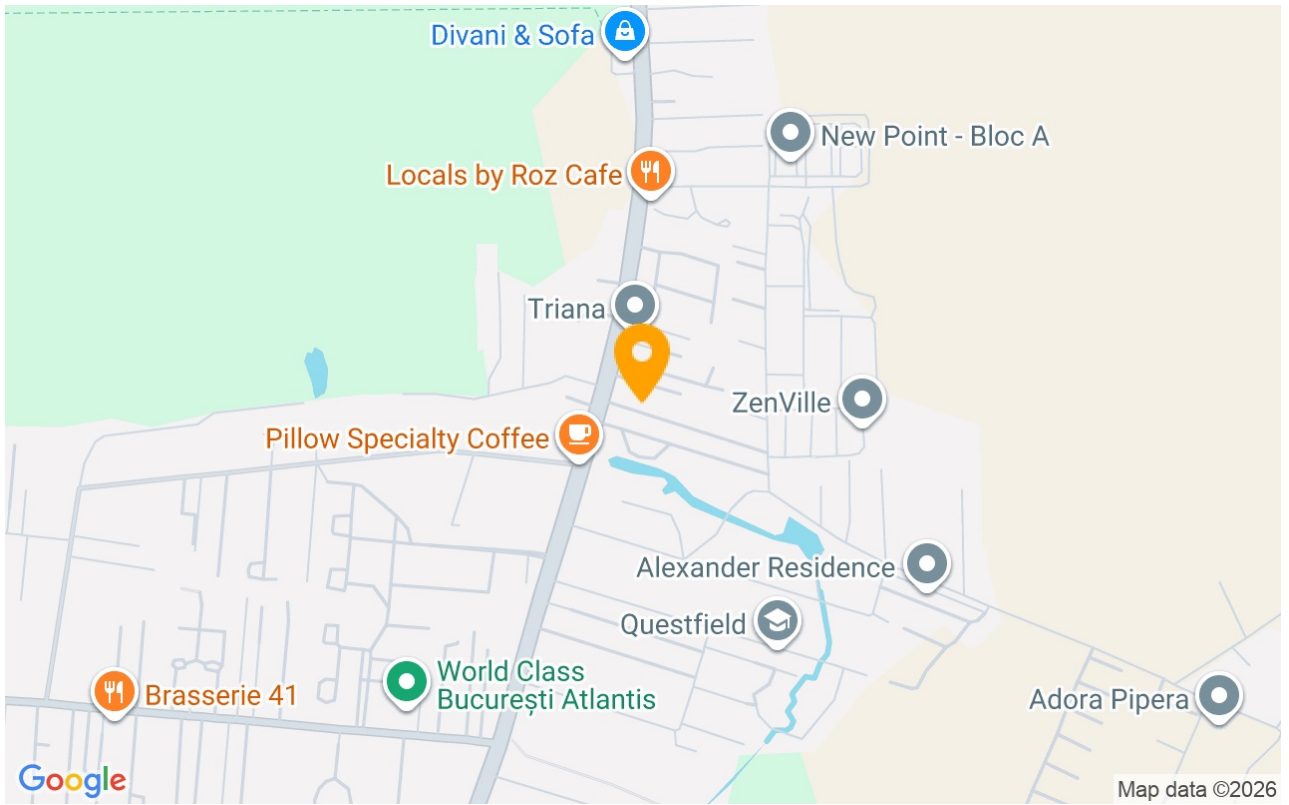 Divani & Sofa
New Point - Bloc A
Locals by Roz Cafe
Triana
ZenVille
Pillow Specialty Coffee
Alexander Residence
Questfield
World Class
București Atlantis
Brasserie 41
Adora Pipera
Google
Map data ©2026